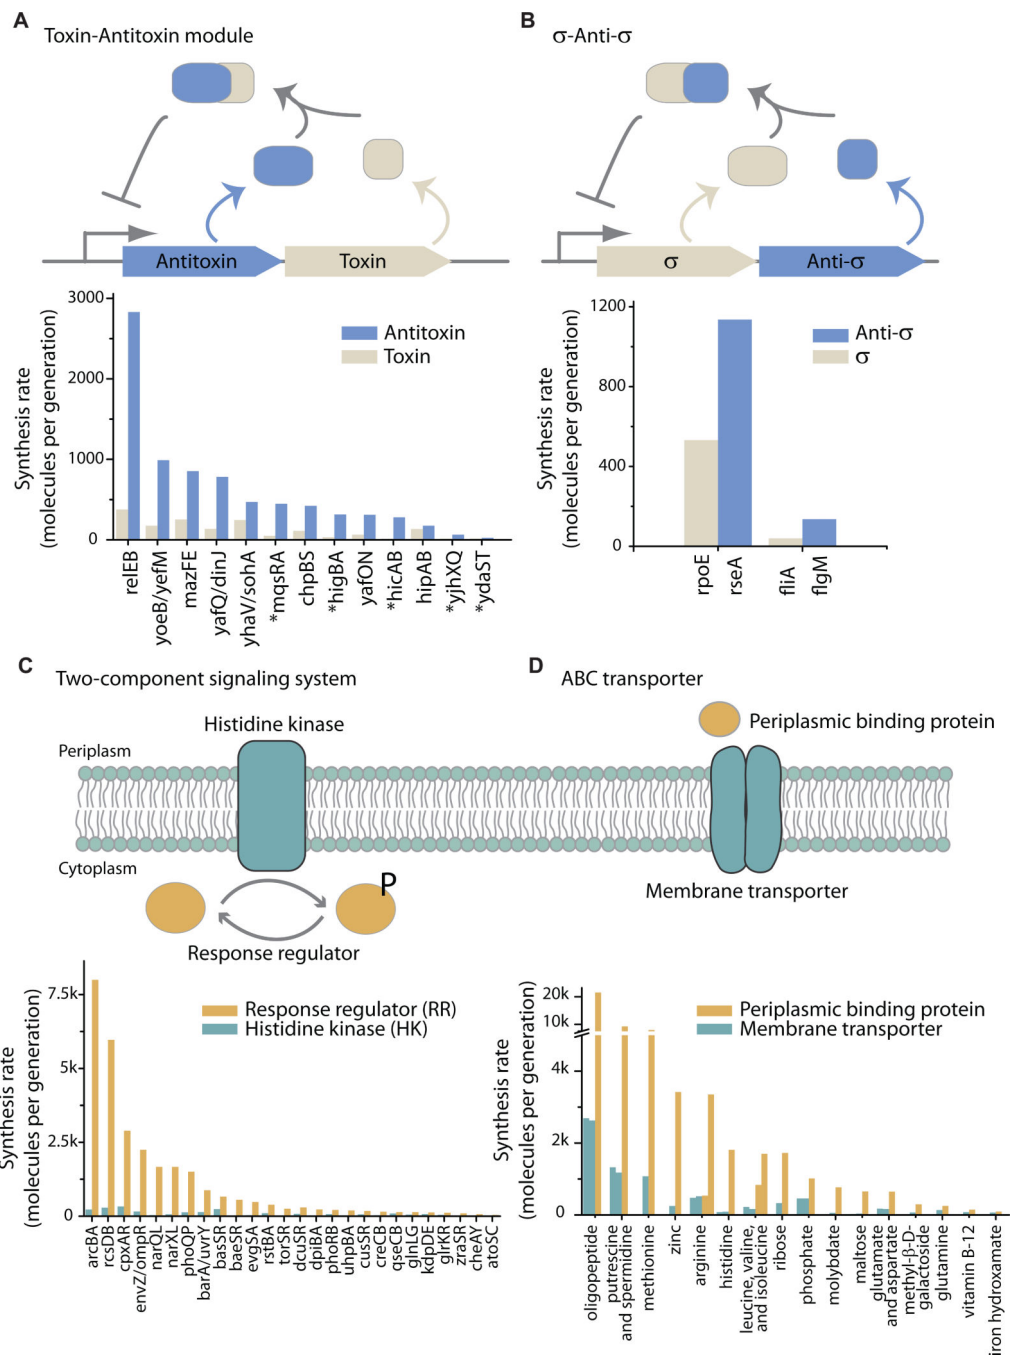 A
Toxin-Antitoxin module
Antitoxin
Toxin
Synthesis rate
(molecules per generation)
3000
2000
1000
0
Antitoxin
Toxin
relEB
yoeB/yefM
mazFE
yafQ/dinJ
yhaV/sohA
*mqsRA
chpBS
*higBA
yafON
*hicAB
hipAB
*yjhXQ
*ydaST
B
σ-Anti-σ
σ
Anti-σ
Synthesis rate
(molecules per generation)
1200
800
400
0
Anti-σ
σ
rpoE
rseA
fliA
flgM
C
Two-component signaling system
Histidine kinase
Periplasm
Cytoplasm
P
Response regulator
Synthesis rate
(molecules per generation)
7.5k
5k
2.5k
0
Response regulator (RR)
Histidine kinase (HK)
arcBA
rcsDB
cpxAR
envZ/ompR
narQL
narXL
phoQP
barA/uvrY
basSR
baeSR
evgSA
rstBA
torSR
dcuSR
dpiBA
phoRB
uhpBA
cusSR
creCB
qseCB
glnLG
kdpDE
glrKR
zraSR
cheAY
atoSC
D
ABC transporter
Periplasmic binding protein
Membrane transporter
Synthesis rate
(molecules per generation)
20k
10k
4k
2k
0
Periplasmic binding protein
Membrane transporter
oligopeptide
putrescine
and spermidine
methionine
zinc
arginine
histidine
leucine, valine,
and isoleucine
ribose
phosphate
molybdate
maltose
glutamate
and aspartate
methyl-β-D-
galactoside
glutamine
vitamin B-12
iron hydroxamate